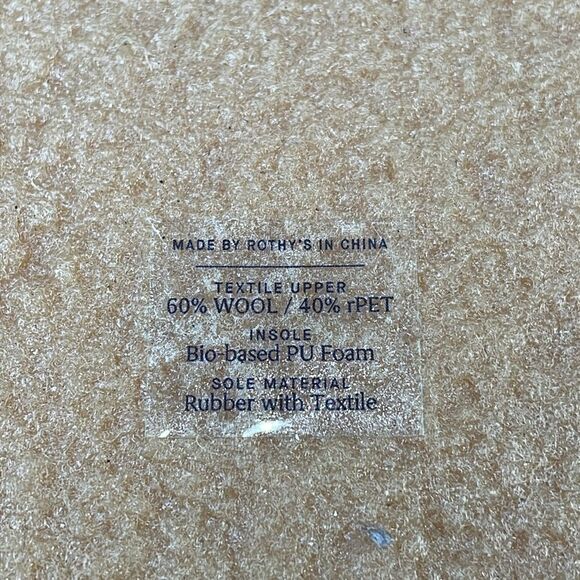 MADE BY ROTHY'S IN CHINA
TEXTILE UPPER
60% WOOL / 40% rPET
INSOLE
Bio-based PU Foam
SOLE MATERIAL
Rubber with Textile